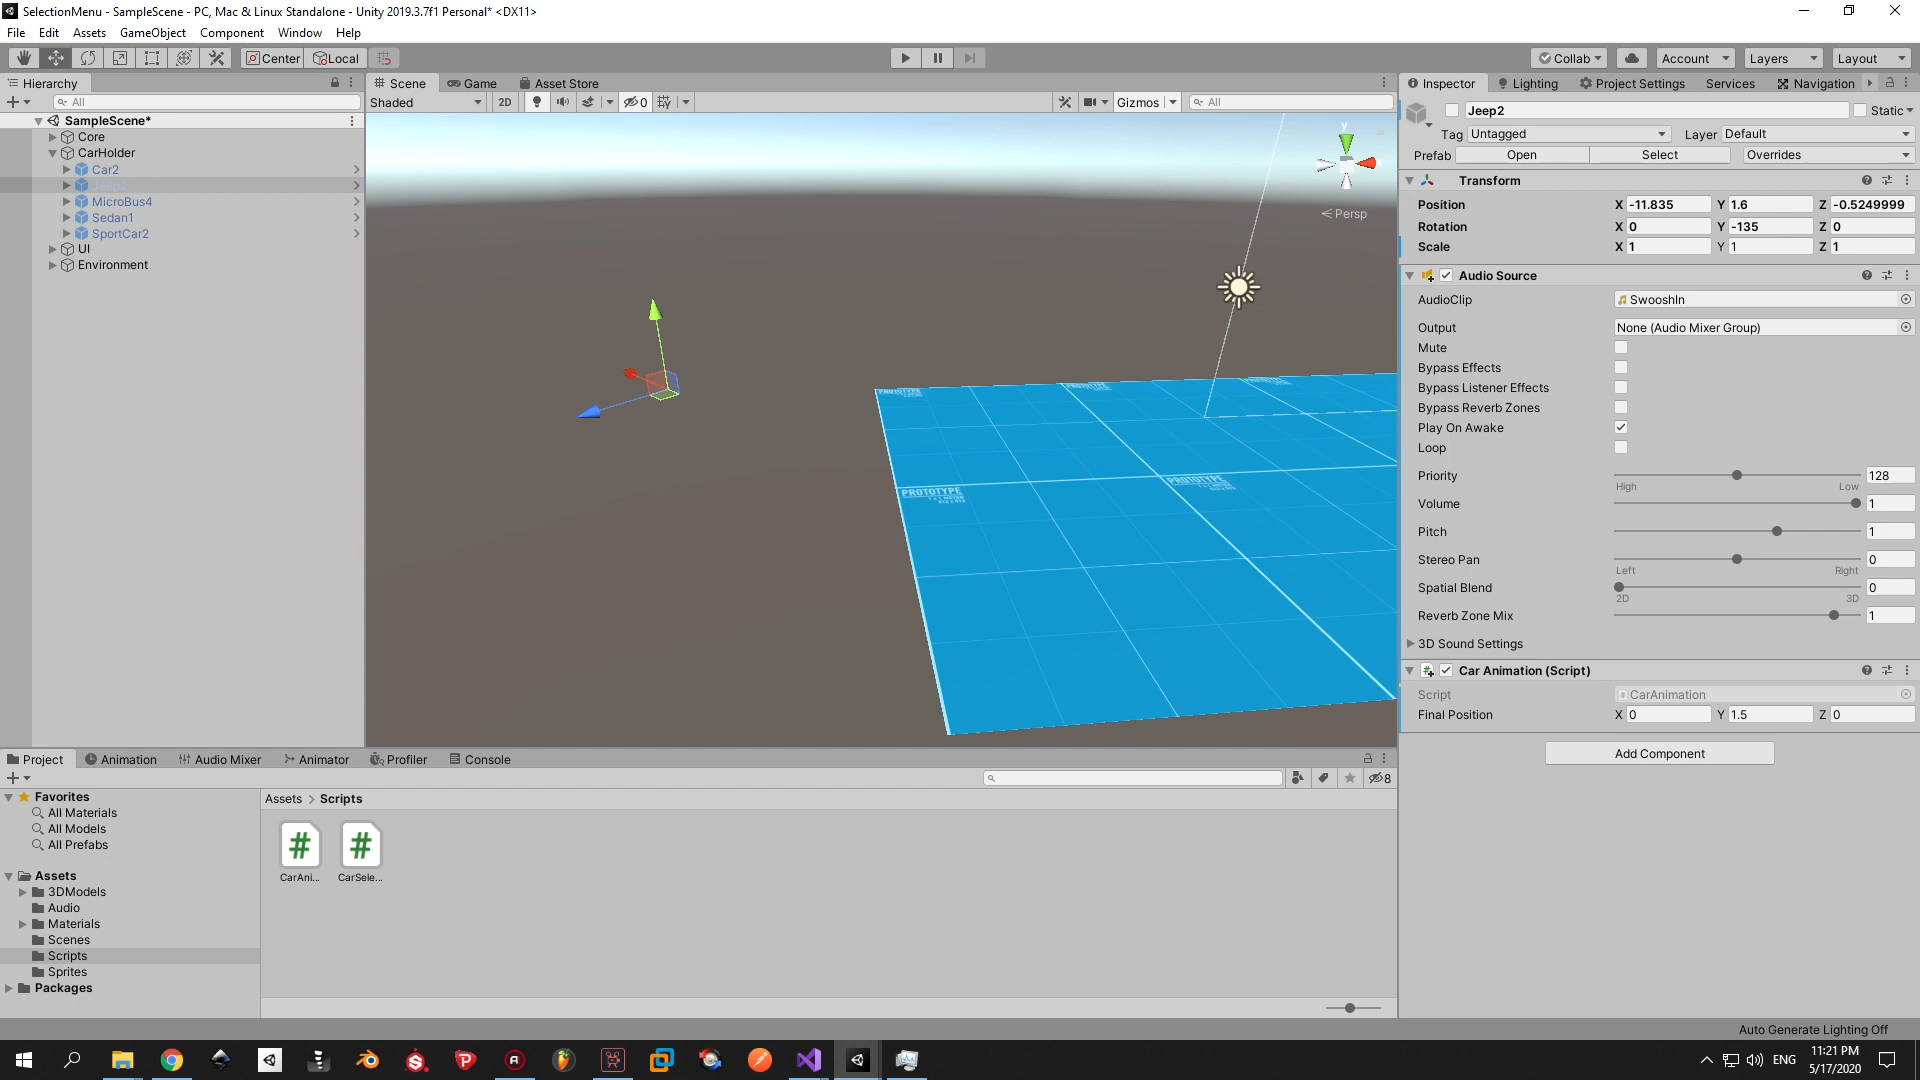 SelectionMenu - SampleScene - PC, Mac & Linux Standalone - Unity 2019.3.7f1 Personal* <DX11>
File Edit Assets GameObject Component Window Help
Center Local Collab Account Layers Layout
Hierarchy
All
SampleScene*
Core
CarHolder
Car2
Jeep2
MicroBus4
Sedan1
SportCar2
UI
Environment
Scene Game Asset Store
Shaded 2D 0 Gizmos All
y
Persp
PROTOTYPE
PROTOTYPE
PROTOTYPE
PROTOTYPE
PROTOTYPE
Inspector Lighting Project Settings Services Navigation
Jeep2 Static
Tag Untagged Layer Default
Prefab Open Select Overrides
Transform
Position X -11.835 Y 1.6 Z -0.5249999
Rotation X 0 Y -135 Z 0
Scale X 1 Y 1 Z 1
Audio Source
AudioClip SwooshIn
Output None (Audio Mixer Group)
Mute
Bypass Effects
Bypass Listener Effects
Bypass Reverb Zones
Play On Awake
Loop
Priority 128
High Low
Volume 1
Pitch 1
Stereo Pan 0
Left Right
Spatial Blend 0
2D 3D
Reverb Zone Mix 1
3D Sound Settings
Car Animation (Script)
Script CarAnimation
Final Position X 0 Y 1.5 Z 0
Add Component
Project Animation Audio Mixer Animator Profiler Console
8
Favorites
All Materials
All Models
All Prefabs
Assets
3DModels
Audio
Materials
Scenes
Scripts
Sprites
Packages
Assets > Scripts
CarAni... CarSele...
Auto Generate Lighting Off
ENG 11:21 PM
5/17/2020